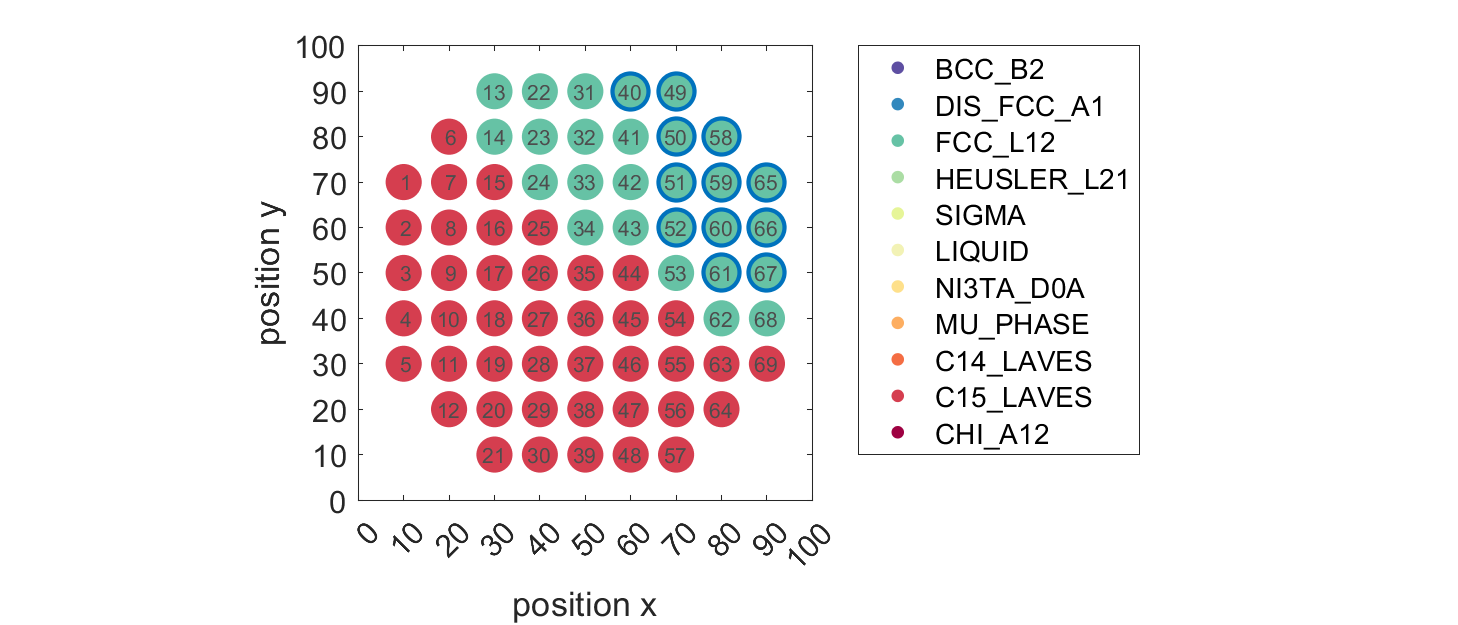 100
90
80
70
60
50
40
30
20
10
0
13 22 31 40 49
6 14 23 32 41 50 58
1 7 15 24 33 42 51 59 65
2 8 16 25 34 43 52 60 66
3 9 17 26 35 44 53 61 67
4 10 18 27 36 45 54 62 68
5 11 19 28 37 46 55 63 69
12 20 29 38 47 56 64
21 30 39 48 57
0 10 20 30 40 50 60 70 80 90 100
position x
position y
BCC_B2
DIS_FCC_A1
FCC_L12
HEUSLER_L21
SIGMA
LIQUID
NI3TA_D0A
MU_PHASE
C14_LAVES
C15_LAVES
CHI_A12